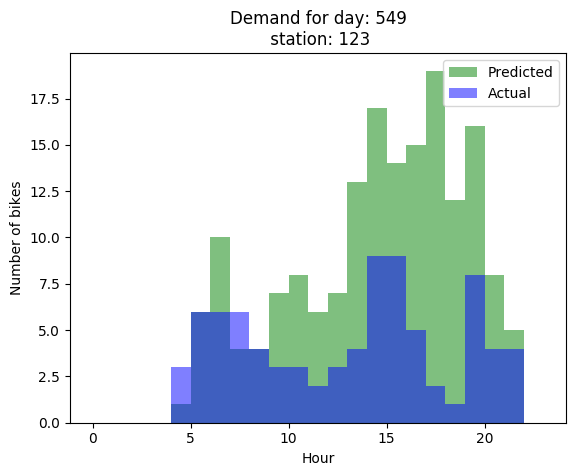 Demand for day: 549
station: 123
Predicted
Actual
Number of bikes
17.5
15.0
12.5
10.0
7.5
5.0
2.5
0.0
0 5 10 15 20
Hour